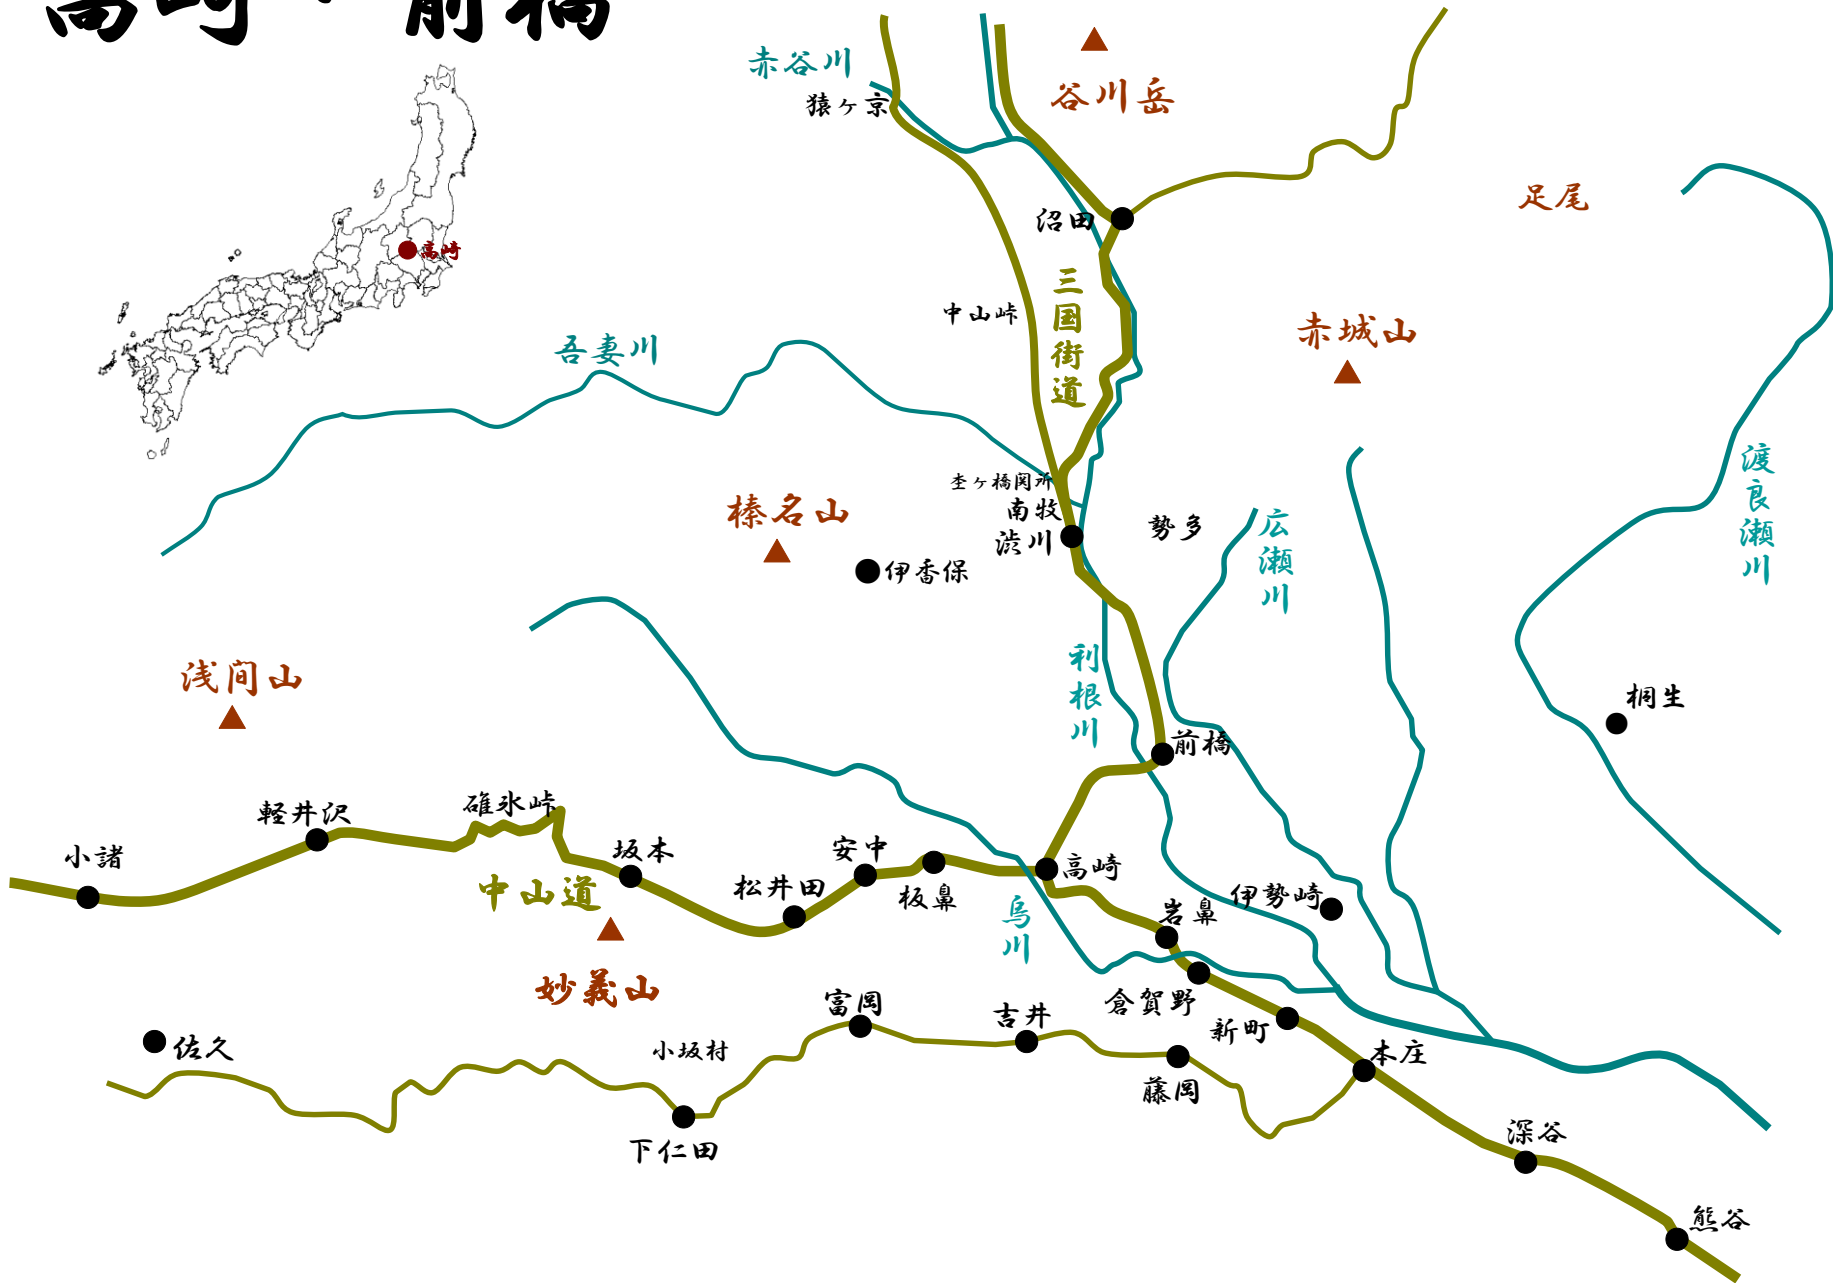 高崎・前橋
赤谷川
猿ヶ京
谷川岳
足尾
高崎
沼田
三国街道
中山峠
赤城山
吾妻川
渡良瀬川
杢ヶ橋関所
南牧
渋川
榛名山
伊香保
勢多
広瀬川
利根川
浅間山
桐生
前橋
軽井沢
碓氷峠
小諸
坂本
中山道
松井田
安中
板鼻
高崎
烏川
岩鼻
伊勢崎
妙義山
倉賀野
新町
富岡
吉井
佐久
小坂村
藤岡
本庄
下仁田
深谷
熊谷